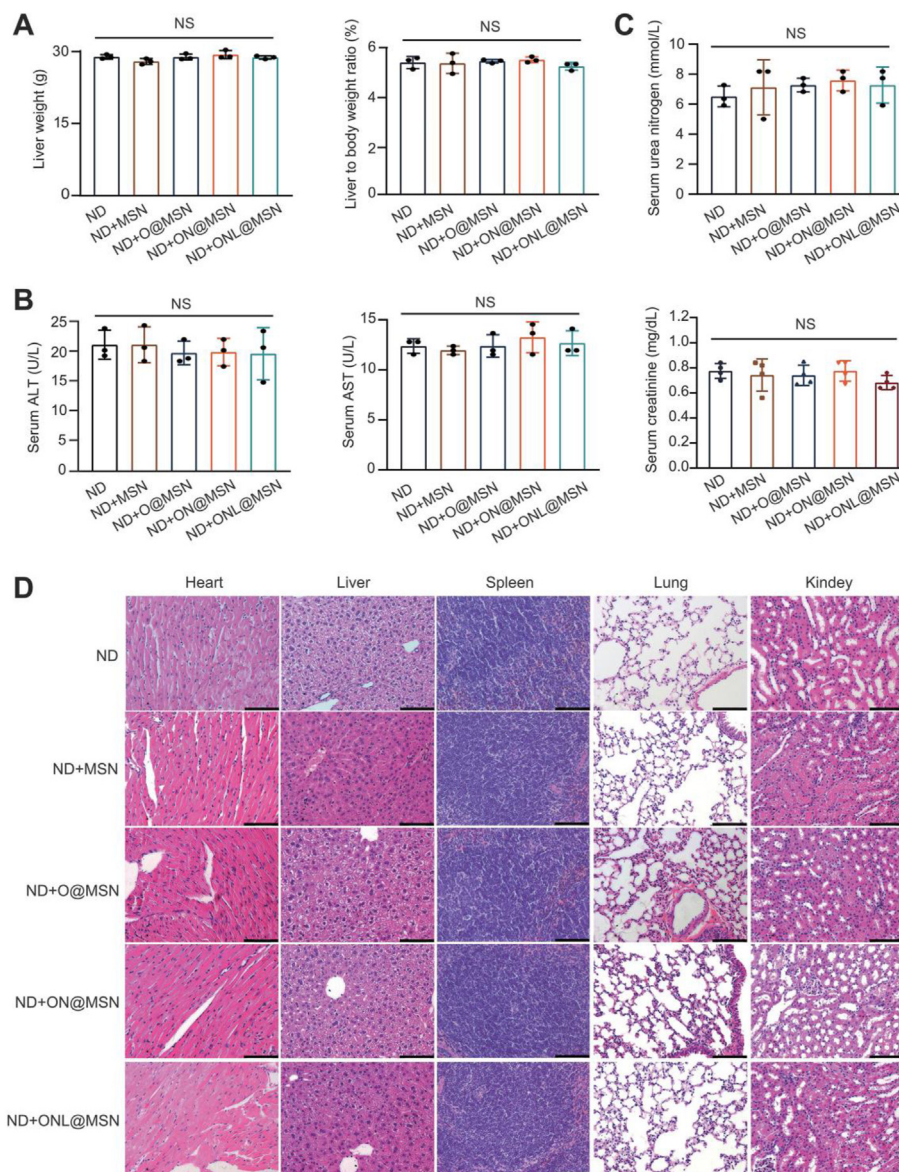 A
NS
Liver weight (g)
30
15
0
ND
ND+MSN
ND+O@MSN
ND+ON@MSN
ND+ONL@MSN
NS
Liver to body weight ratio (%)
6
4
2
0
ND
ND+MSN
ND+O@MSN
ND+ON@MSN
ND+ONL@MSN
C
NS
Serum urea nitrogen (mmol/L)
10
8
6
4
2
0
ND
ND+MSN
ND+O@MSN
ND+ON@MSN
ND+ONL@MSN
B
NS
Serum ALT (U/L)
25
20
15
10
5
0
ND
ND+MSN
ND+O@MSN
ND+ON@MSN
ND+ONL@MSN
NS
Serum AST (U/L)
15
10
5
0
ND
ND+MSN
ND+O@MSN
ND+ON@MSN
ND+ONL@MSN
NS
Serum creatinine (mg/dL)
1.2
1.0
0.8
0.6
0.4
0.2
0.0
ND
ND+MSN
ND+O@MSN
ND+ON@MSN
ND+ONL@MSN
D
Heart Liver Spleen Lung Kindey
ND
ND+MSN
ND+O@MSN
ND+ON@MSN
ND+ONL@MSN